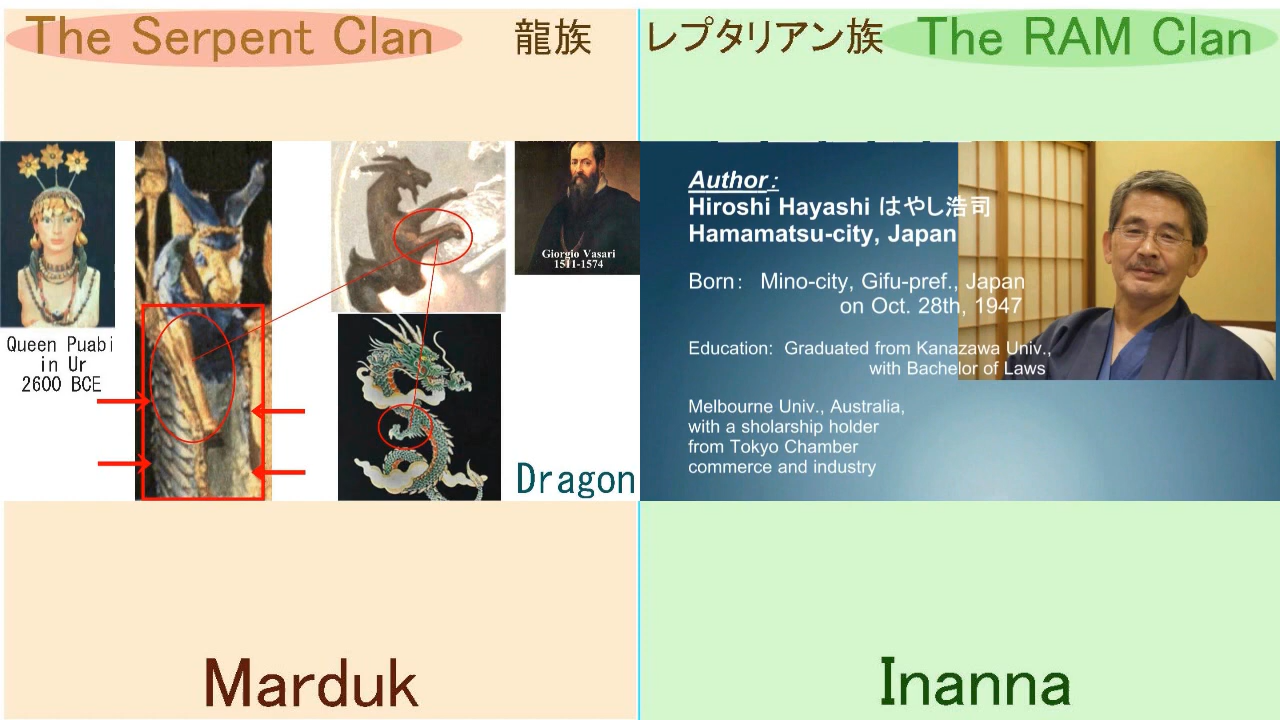 The Serpent Clan 龍族
レプタリアン族 The RAM Clan
Queen Puabi
in Ur
2600 BCE
Giorgio Vasari
1511-1574
Dragon
Author:
Hiroshi Hayashi はやし浩司
Hamamatsu-city, Japan
Born: Mino-city, Gifu-pref., Japan
on Oct. 28th, 1947
Education: Graduated from Kanazawa Univ.,
with Bachelor of Laws
Melbourne Univ., Australia,
with a sholarship holder
from Tokyo Chamber
commerce and industry
Marduk
Inanna